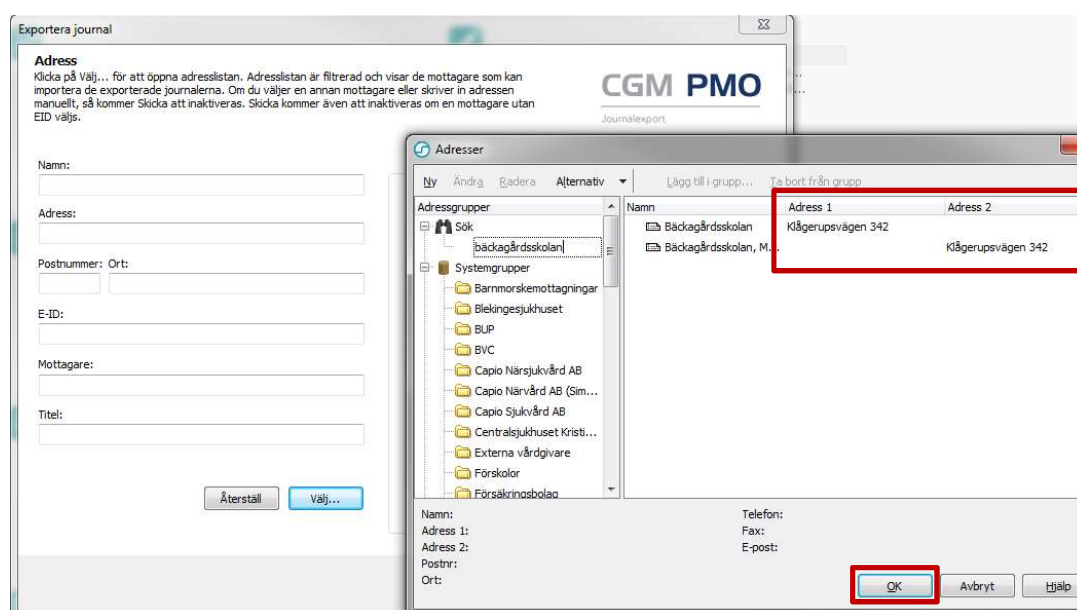 Exportera journal
Adress
Klicka på Välj... för att öppna adresslistan. Adresslistan är filtrerad och visar de mottagare som kan
importera de exporterade journalerna. Om du väljer en annan mottagare eller skriver in adressen
manuellt, så kommer Skicka att inaktiveras. Skicka kommer även att inaktiveras om en mottagare utan
EID väljs.
CGM PMO
Journalexport
Namn:
Adress:
Postnummer: Ort:
E-ID:
Mottagare:
Titel:
Återställ Välj...
Adresser
Ny Ändra Radera Alternativ Lägg till i grupp... Ta bort från grupp
Adressgrupper Namn Adress 1 Adress 2
Sök Bäckagårdsskolan Klågerupsvägen 342
bäckagårdsskolan Bäckagårdsskolan, M... Klågerupsvägen 342
Systemgrupper
Barnmorskemottagningar
Blekingesjukhuset
BUP
BVC
Capio Närsjukvård AB
Capio Närvård AB (Sim...
Capio Sjukvård AB
Centralsjukhuset Kristi...
Externa vårdgivare
Förskolor
Försäkringsbolag
Namn: Telefon:
Adress 1: Fax:
Adress 2: E-post:
Postnr:
Ort:
OK Avbryt Hjälp